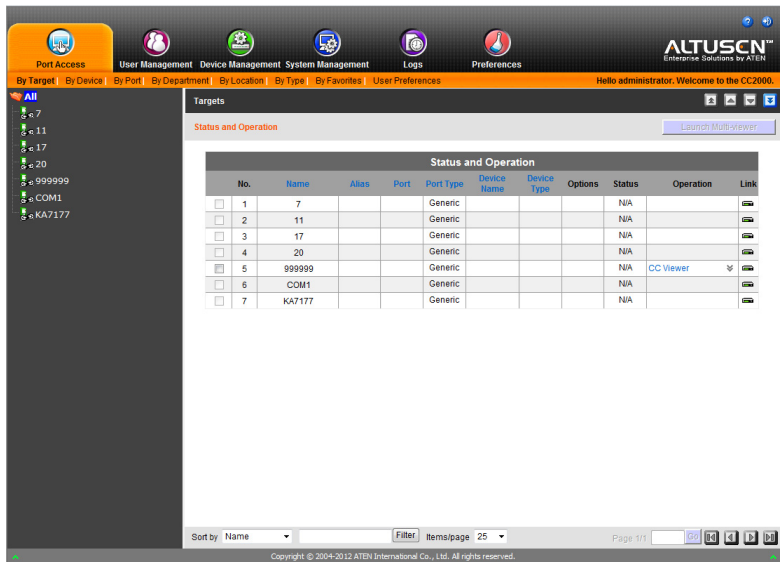 Port Access
User Management
Device Management
System Management
Logs
Preferences
ALTUSEN™
Enterprise Solutions by ATEN
By Target | By Device | By Port | By Department | By Location | By Type | By Favorites | User Preferences
Hello administrator. Welcome to the CC2000.
All
7
11
17
20
999999
COM1
KA7177
Targets
Status and Operation
Launch Multi-viewer
Status and Operation
No. Name Alias Port Port Type Device Name Device Type Options Status Operation Link
1 7 Generic N/A
2 11 Generic N/A
3 17 Generic N/A
4 20 Generic N/A
5 999999 Generic N/A CC Viewer
6 COM1 Generic N/A
7 KA7177 Generic N/A
Sort by Name Filter Items/page 25 Page 1/1 Go
Copyright © 2004-2012 ATEN International Co., Ltd. All rights reserved.